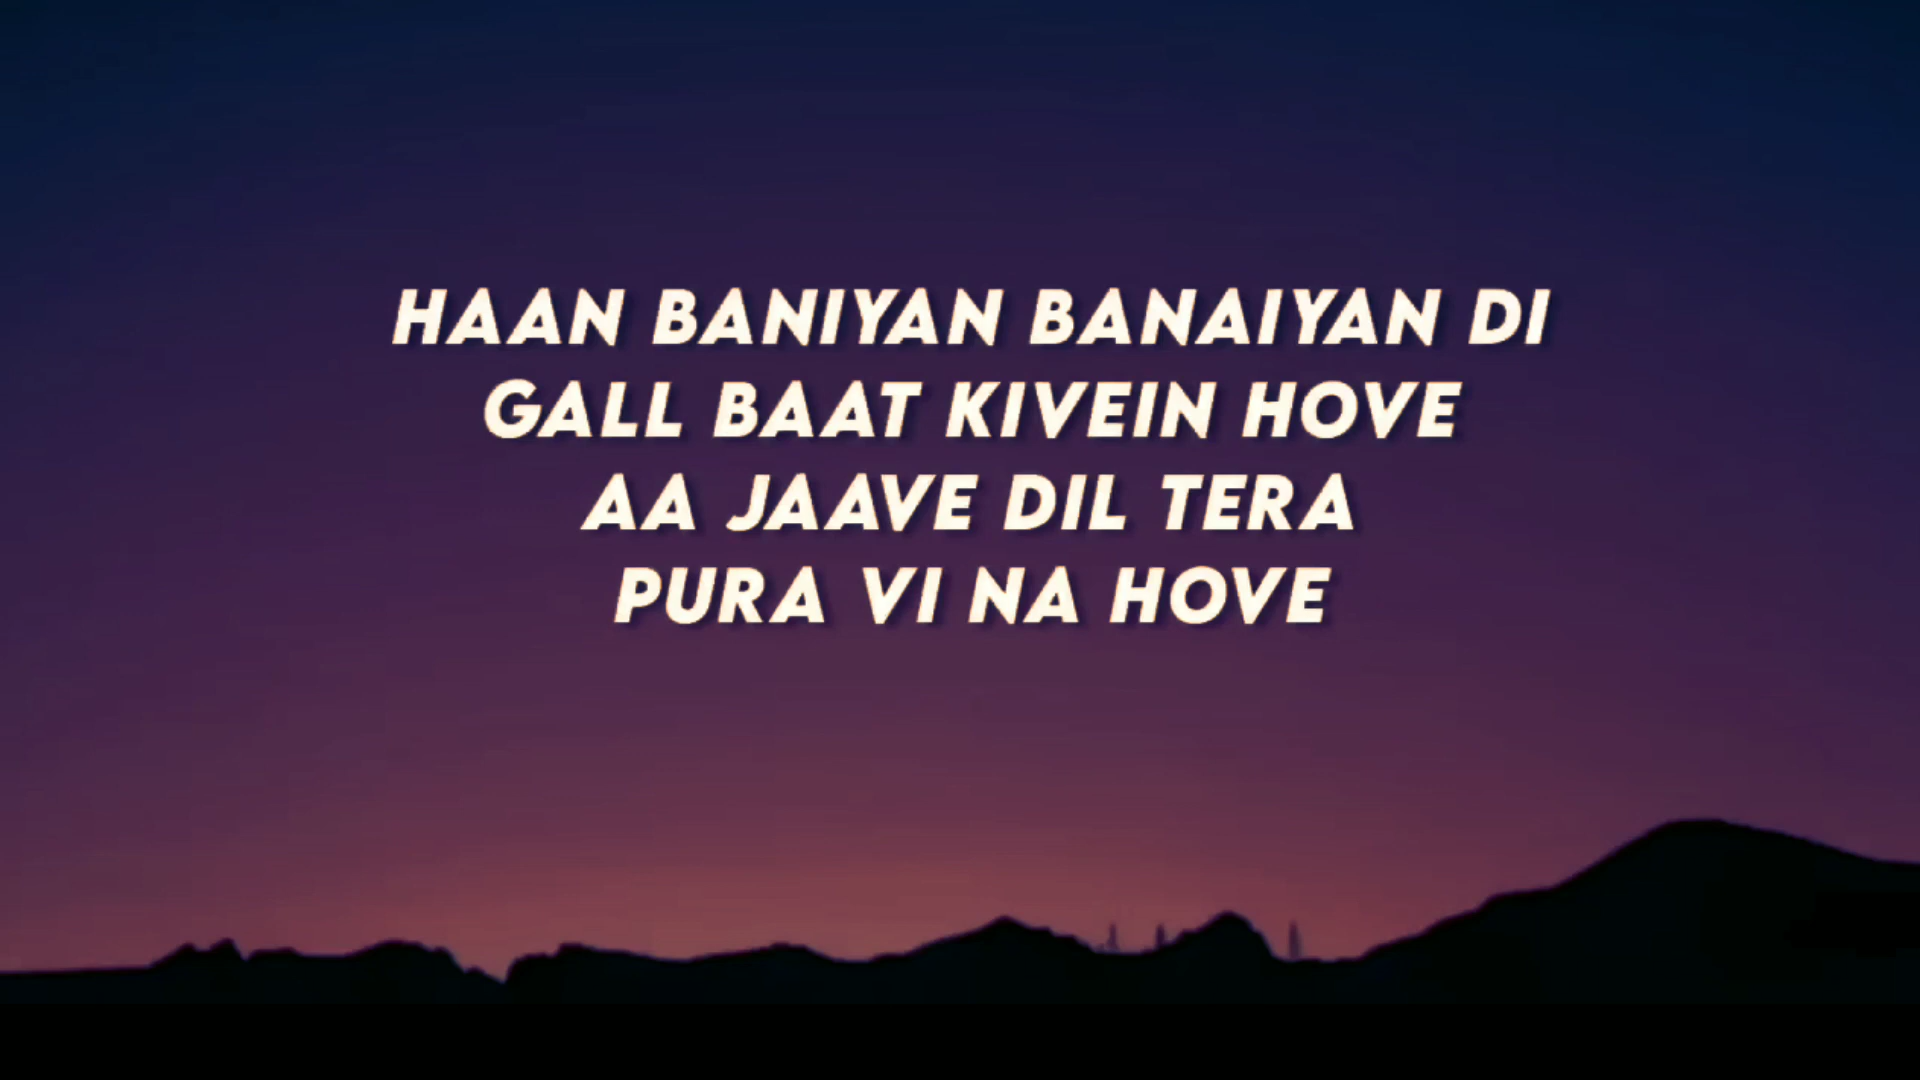 HAAN BANIYAN BANAIYAN DI
GALL BAAT KIVEIN HOVE
AA JAAVE DIL TERA
PURA VI NA HOVE